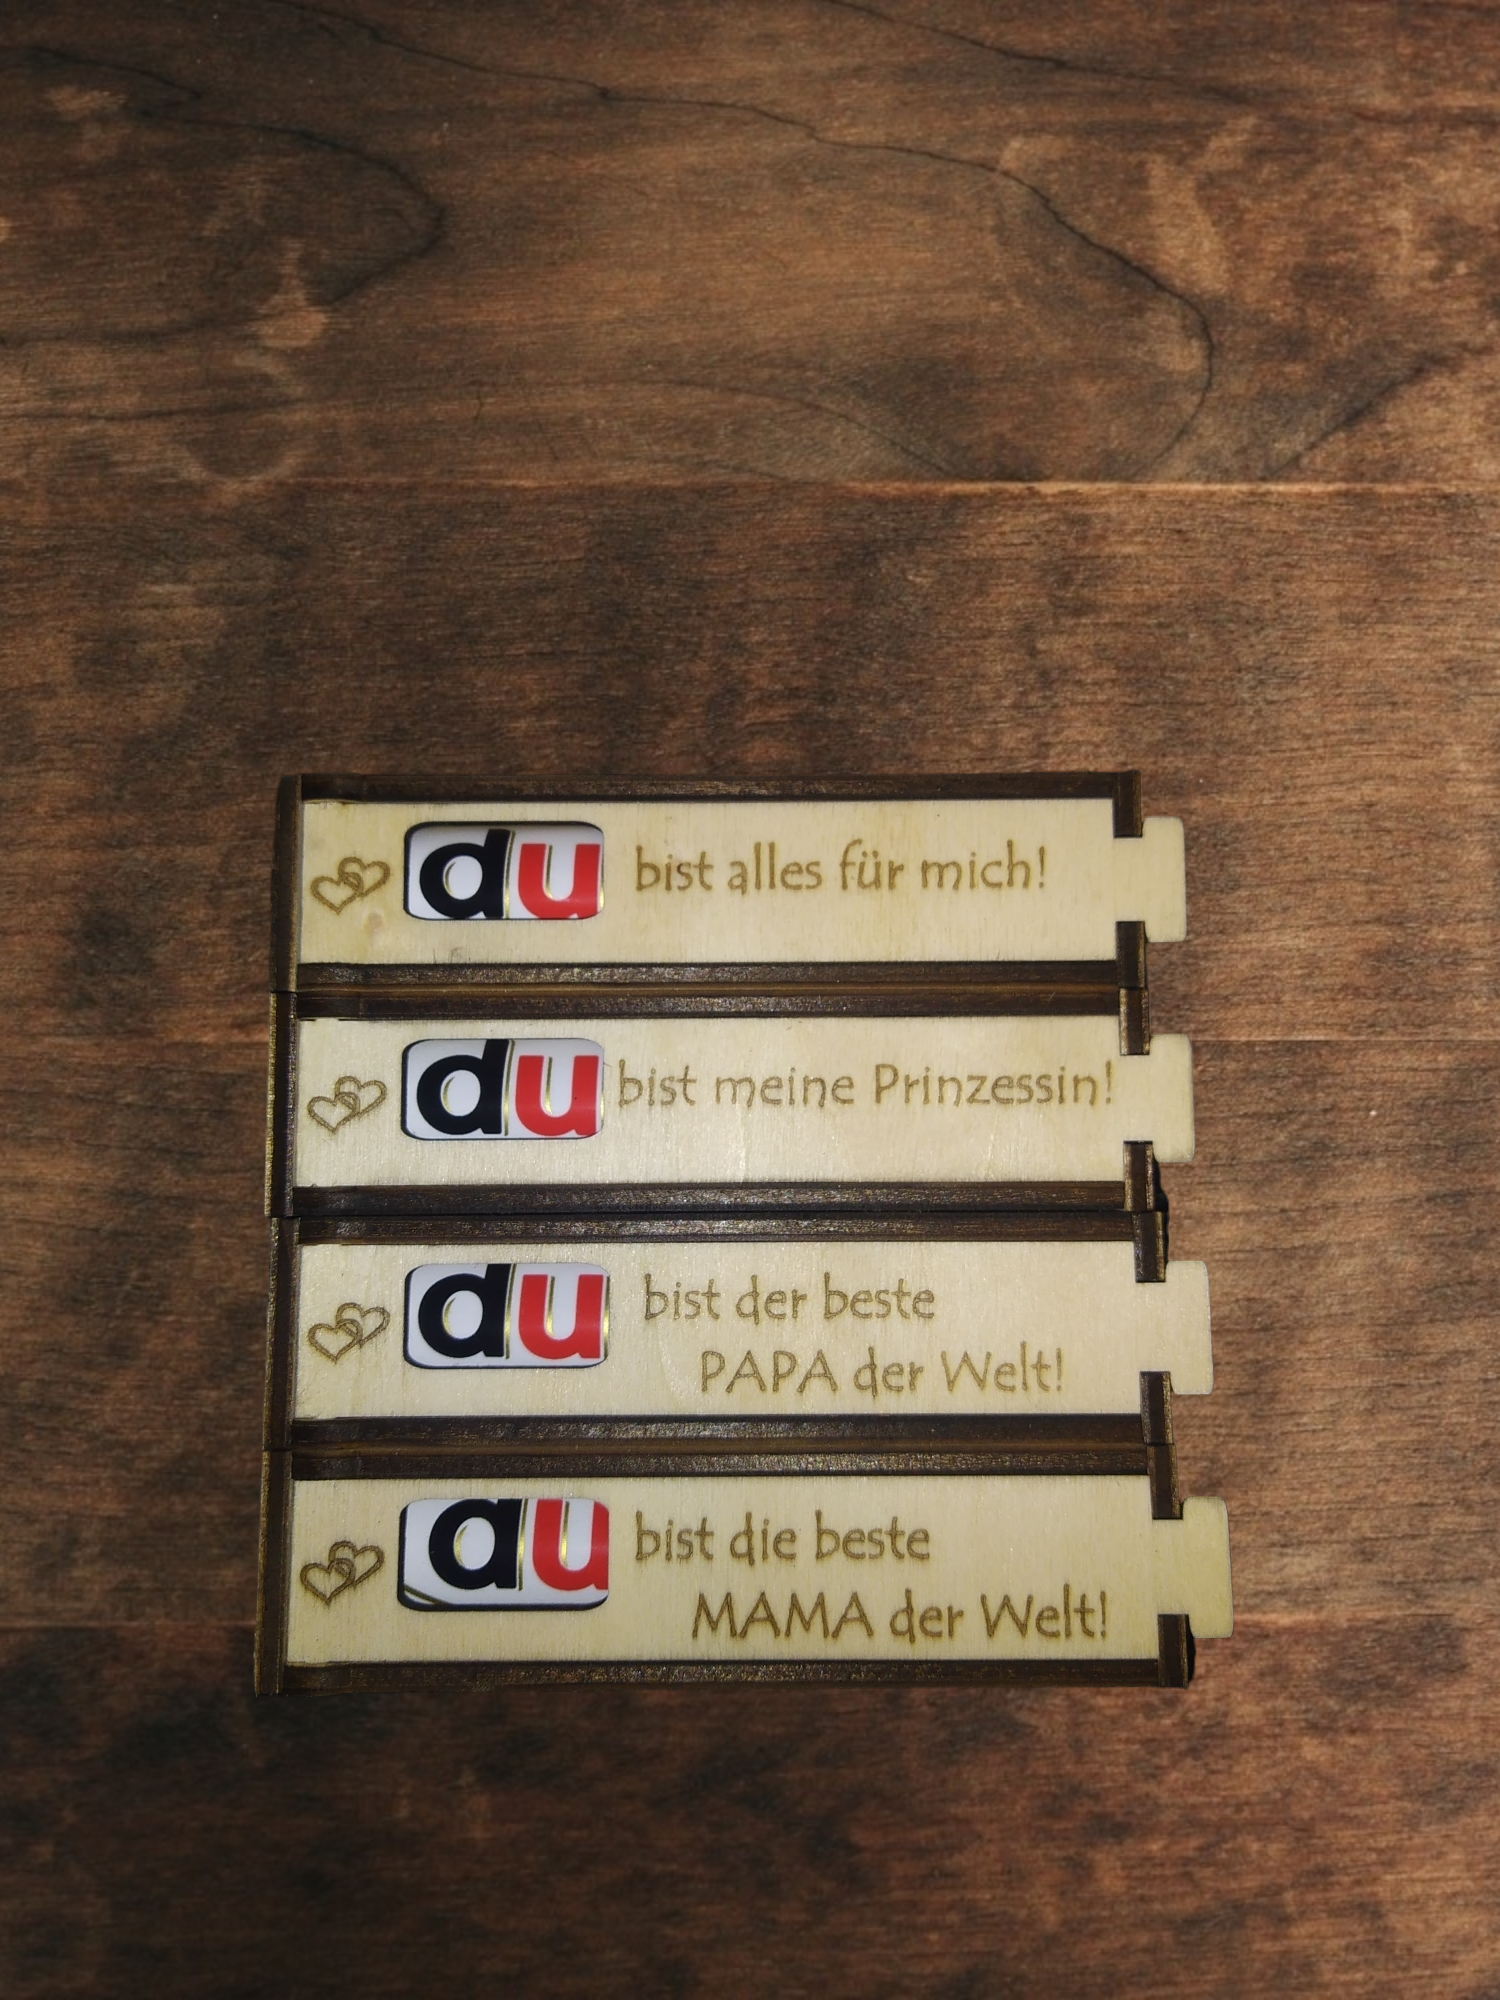 du bist alles für mich!
du bist meine Prinzessin!
du bist der beste
PAPA der Welt!
du bist die beste
MAMA der Welt!